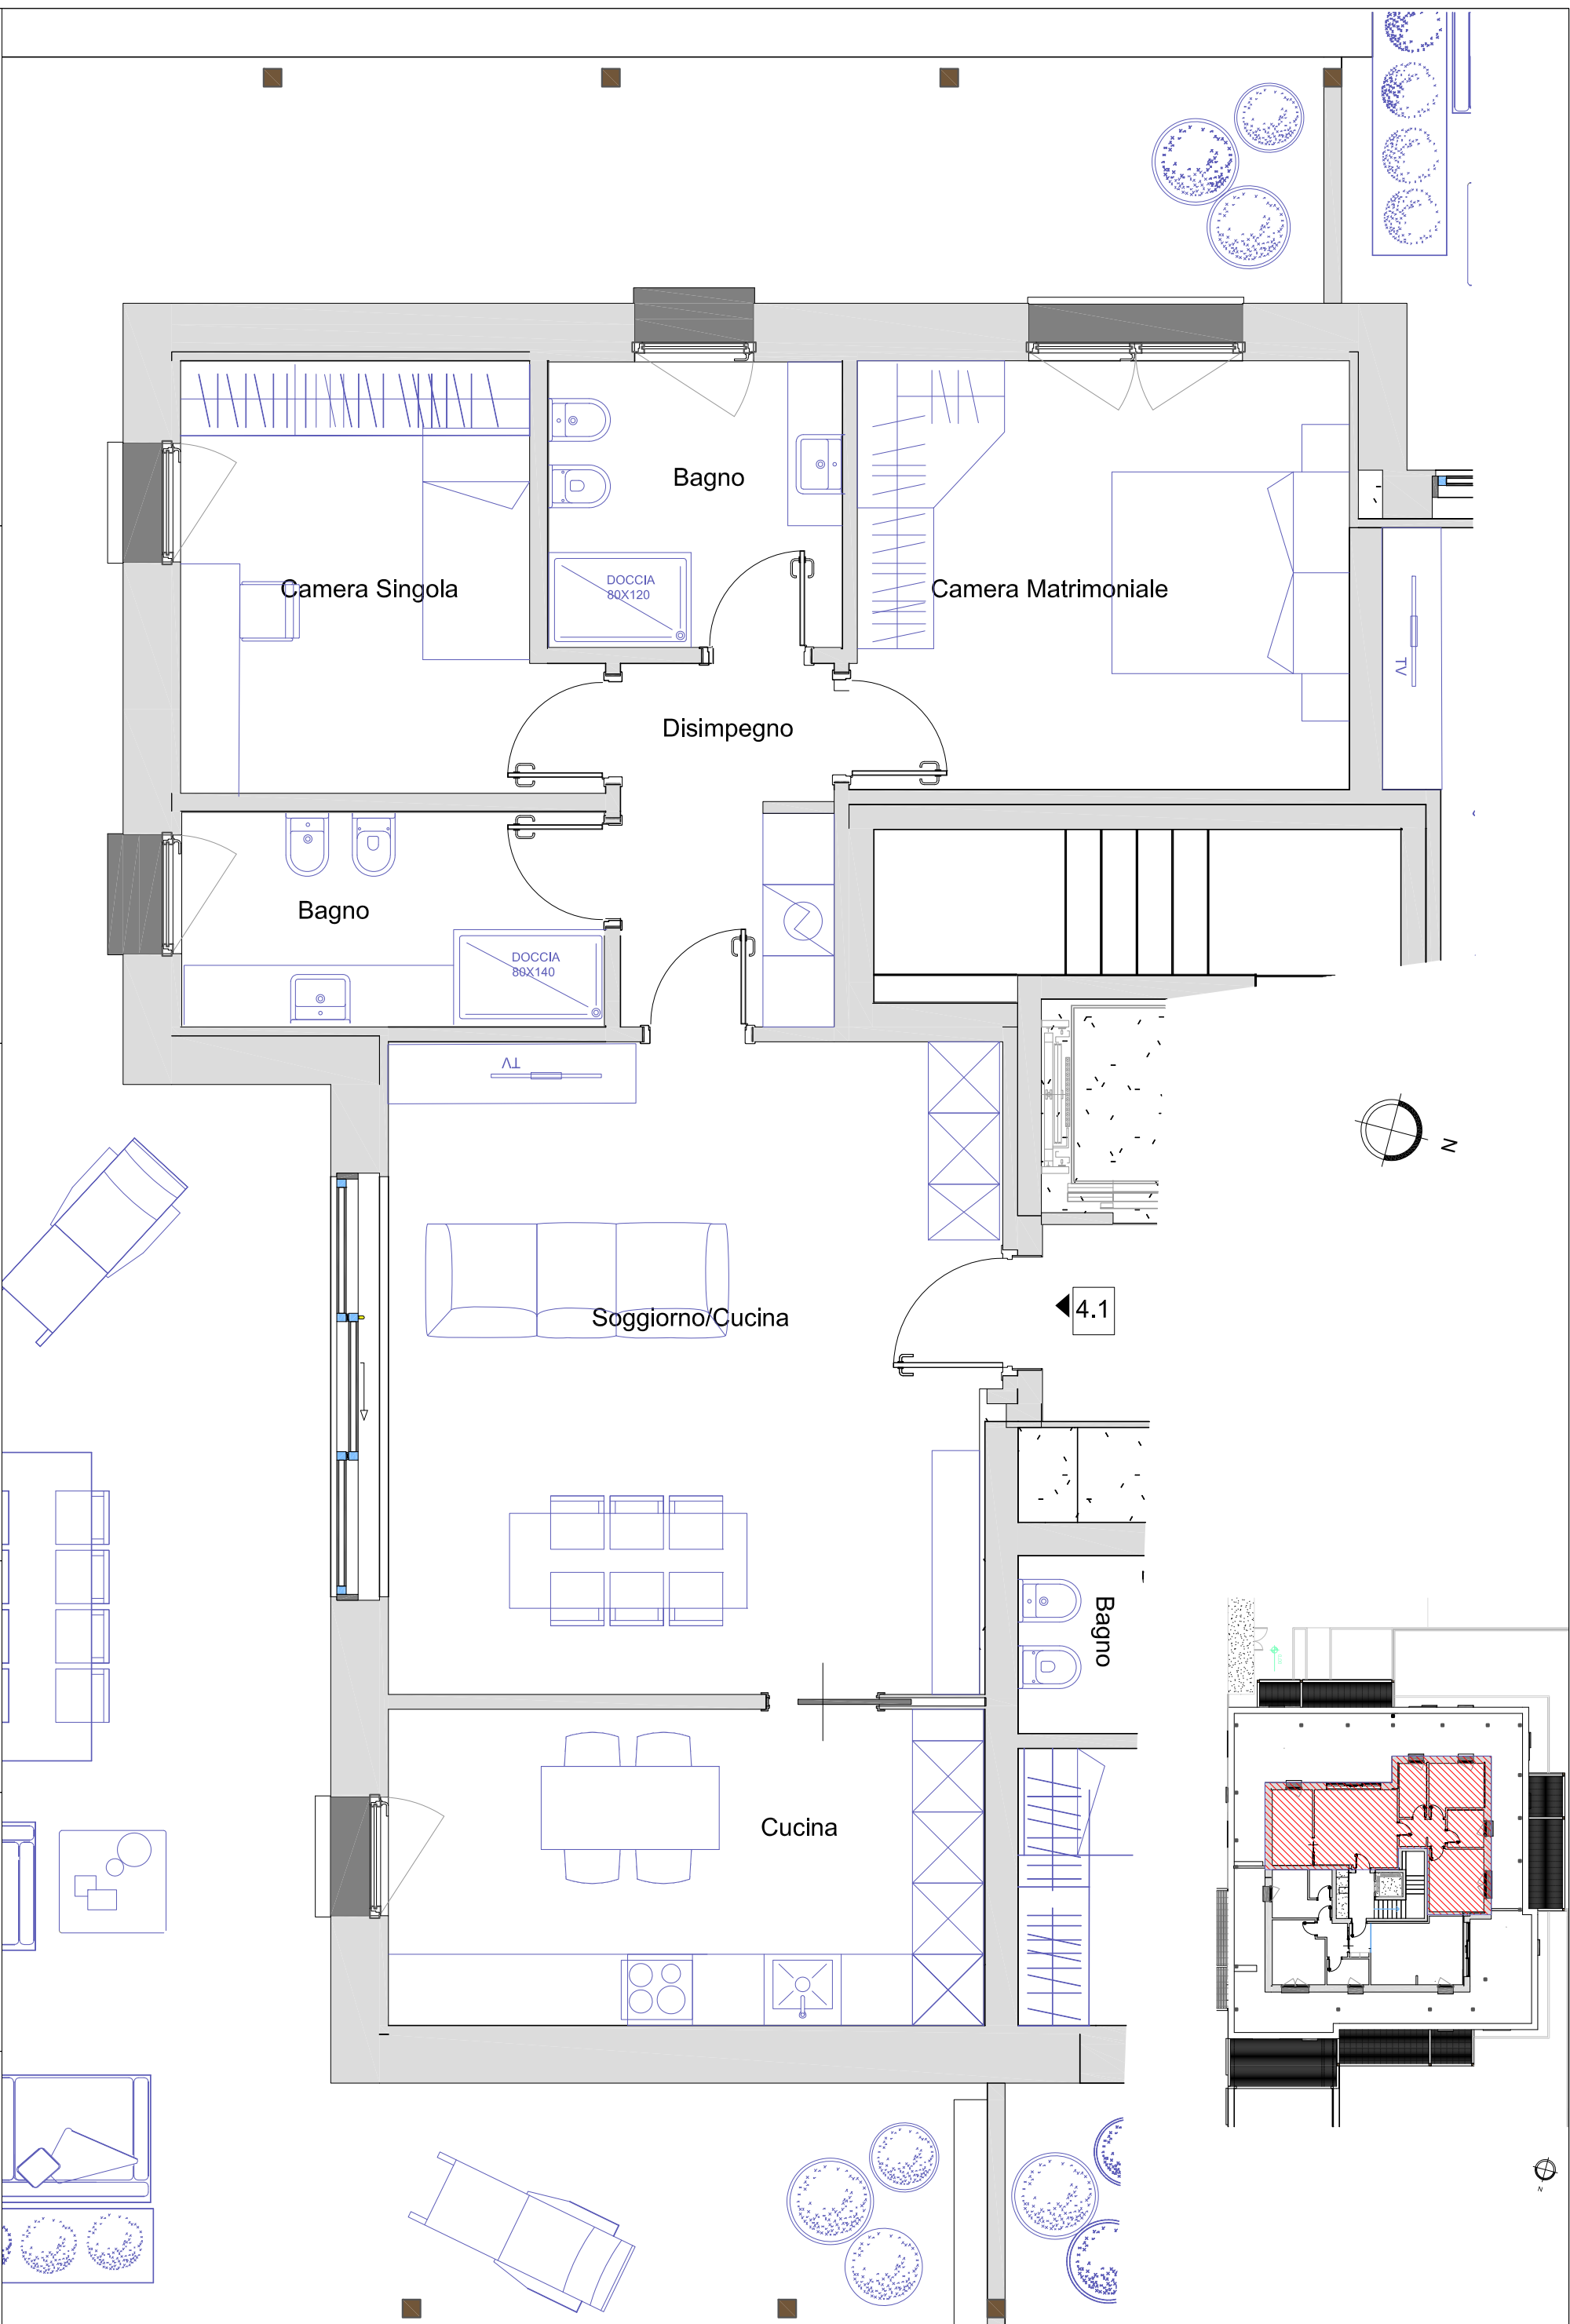 Bagno
DOCCIA
80X120
Camera Singola
Camera Matrimoniale
TV
Disimpegno
Bagno
DOCCIA
80X140
TV
N
Soggiorno/Cucina
4.1
Bagno
Cucina
N